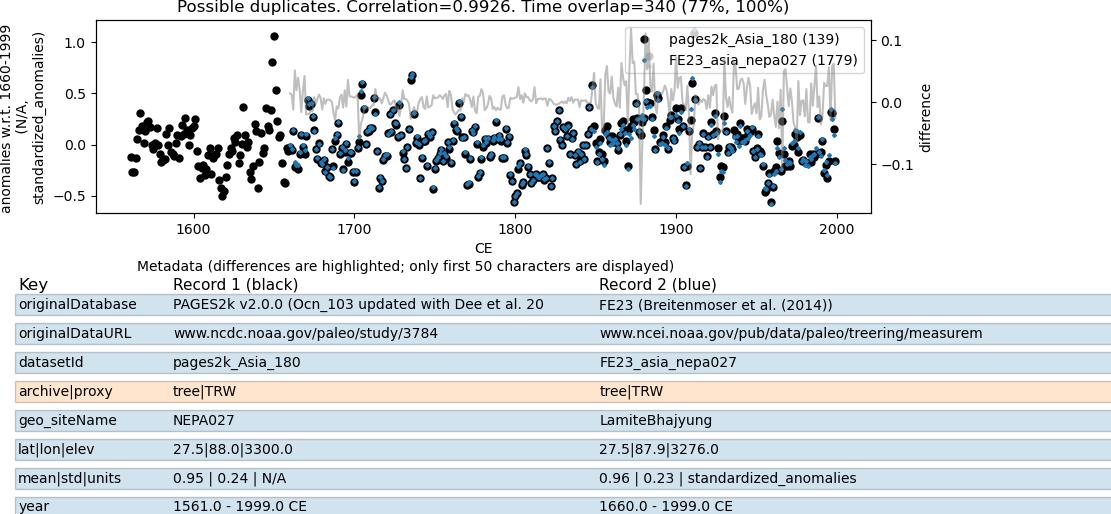 Possible duplicates. Correlation=0.9926. Time overlap=340 (77%, 100%)
anomalies w.r.t. 1660-1999
(N/A,
standardized_anomalies)
1.0
0.5
0.0
−0.5
pages2k_Asia_180 (139)
FE23_asia_nepa027 (1779)
0.1
0.0
−0.1
difference
1600
1700
1800
1900
2000
CE
Metadata (differences are highlighted; only first 50 characters are displayed)
Key Record 1 (black) Record 2 (blue)
originalDatabase PAGES2k v2.0.0 (Ocn_103 updated with Dee et al. 20 FE23 (Breitenmoser et al. (2014))
originalDataURL www.ncdc.noaa.gov/paleo/study/3784 www.ncei.noaa.gov/pub/data/paleo/treering/measurem
datasetId pages2k_Asia_180 FE23_asia_nepa027
archive|proxy tree|TRW tree|TRW
geo_siteName NEPA027 LamiteBhajyung
lat|lon|elev 27.5|88.0|3300.0 27.5|87.9|3276.0
mean|std|units 0.95 | 0.24 | N/A 0.96 | 0.23 | standardized_anomalies
year 1561.0 - 1999.0 CE 1660.0 - 1999.0 CE